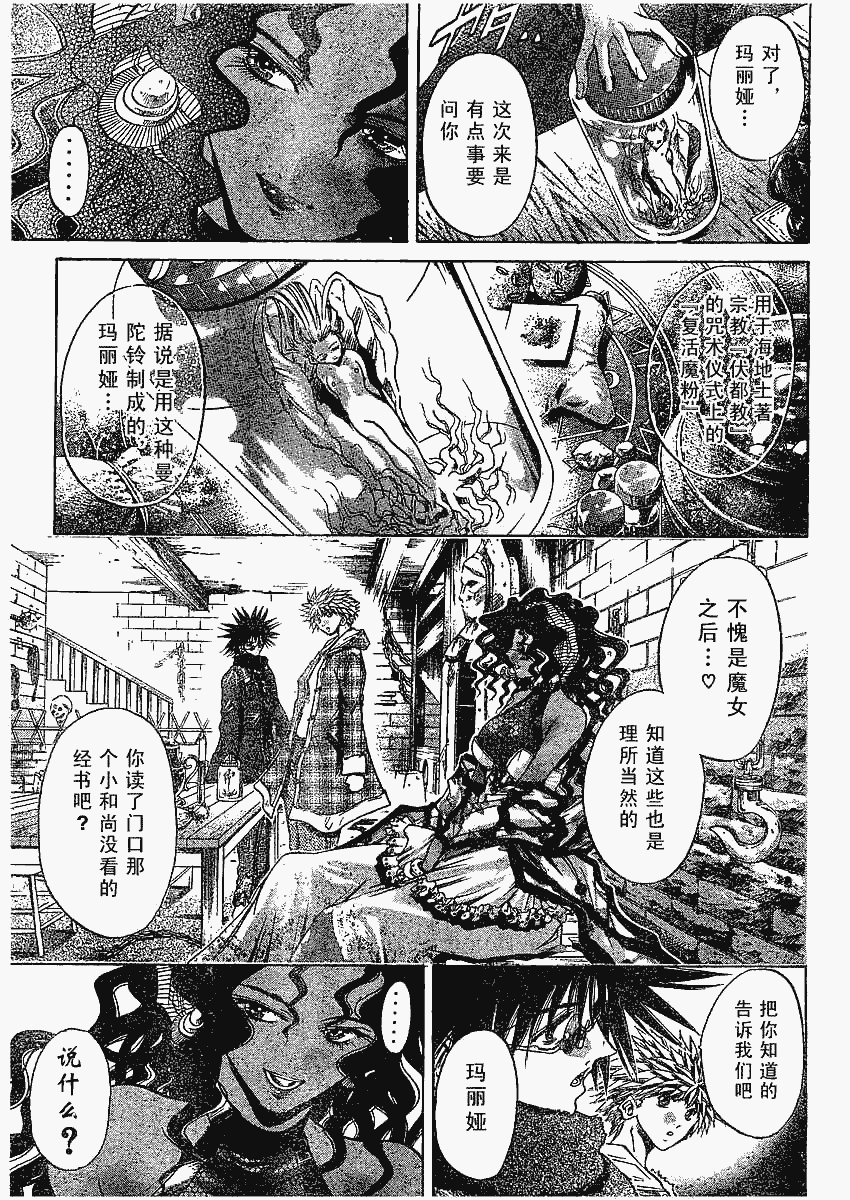 对了，
玛丽娅…
这次来是
有点事要
问你
……
用于海地土著
宗教「伏都教」
的咒术仪式上的
「复活魔粉」
据说是用这种曼
陀铃制成的，
玛丽娅…
不愧是魔女
之后…♡
知道这些也是
理所当然的
你读了门口那
个小和尚没看的
经书吧？
把你知道的
告诉我们吧
玛丽娅
……
说什么？